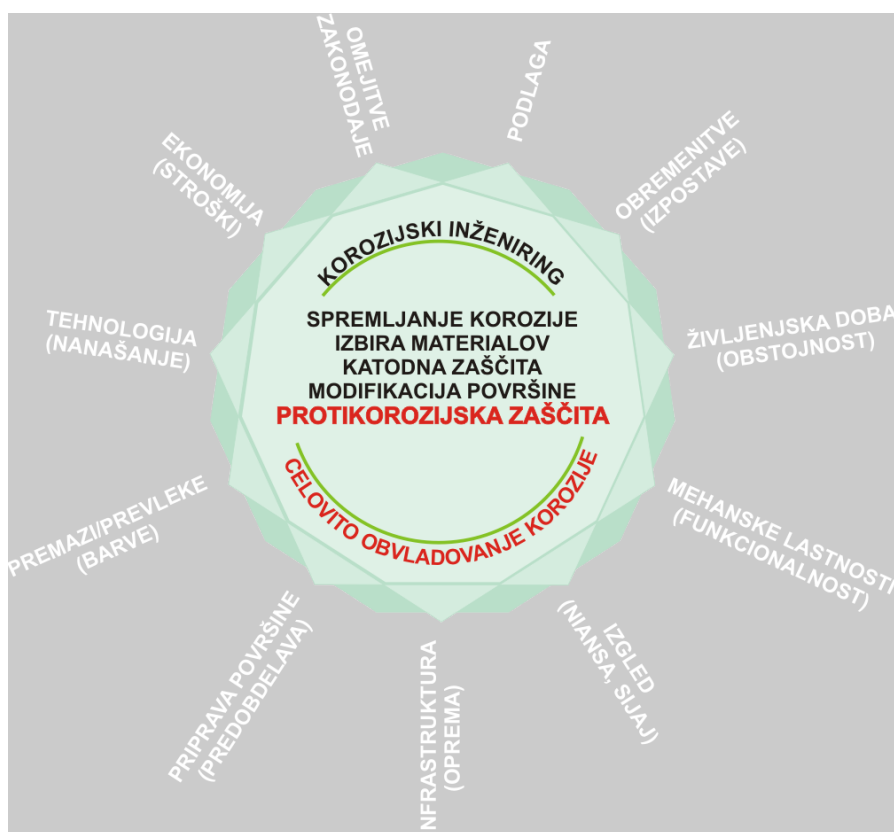 OMEJITVE
ZAKONODAJE
PODLAGA
OBREMENITVE
(IZPOSTAVE)
ŽIVLJENJSKA DOBA
(OBSTOJNOST)
MEHANSKE LASTNOSTI
(FUNKCIONALNOST)
IZGLED
(NIANSA, SIJAJ)
NFRASTRUKTURA
(OPREMA)
PRIPRAVA POVRŠINE
(PREDOBDELAVA)
PREMAZI/PREVLEKE
(BARVE)
TEHNOLOGIJA
(NANAŠANJE)
EKONOMIJA
(STROŠKI)
KOROZIJSKI INŽENIRING
SPREMLJANJE KOROZIJE
IZBIRA MATERIALOV
KATODNA ZAŠČITA
MODIFIKACIJA POVRŠINE
PROTIKOROZIJSKA ZAŠČITA
CELOVITO OBVLADOVANJE KOROZIJE